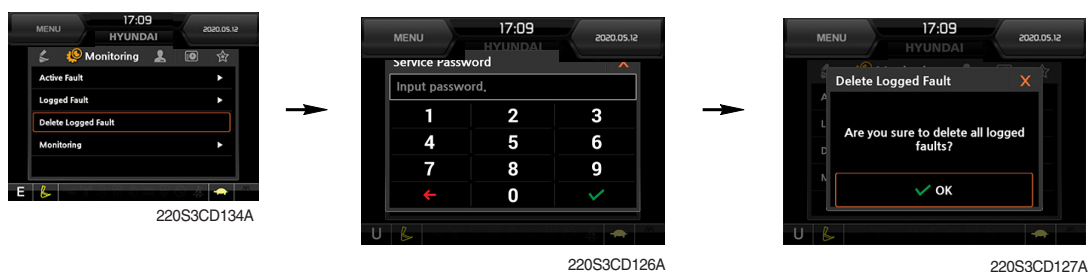 MENU
17:09
HYUNDAI
2020.05.12
Monitoring
Active Fault
Logged Fault
Delete Logged Fault
Monitoring
E
220S3CD134A
MENU
17:09
HYUNDAI
2020.05.12
Service Password
X
Input password.
1 2 3
4 5 6
7 8 9
0
U
220S3CD126A
MENU
17:09
HYUNDAI
2020.05.12
Delete Logged Fault X
A
L
D
M
Are you sure to delete all logged
faults?
OK
U
220S3CD127A